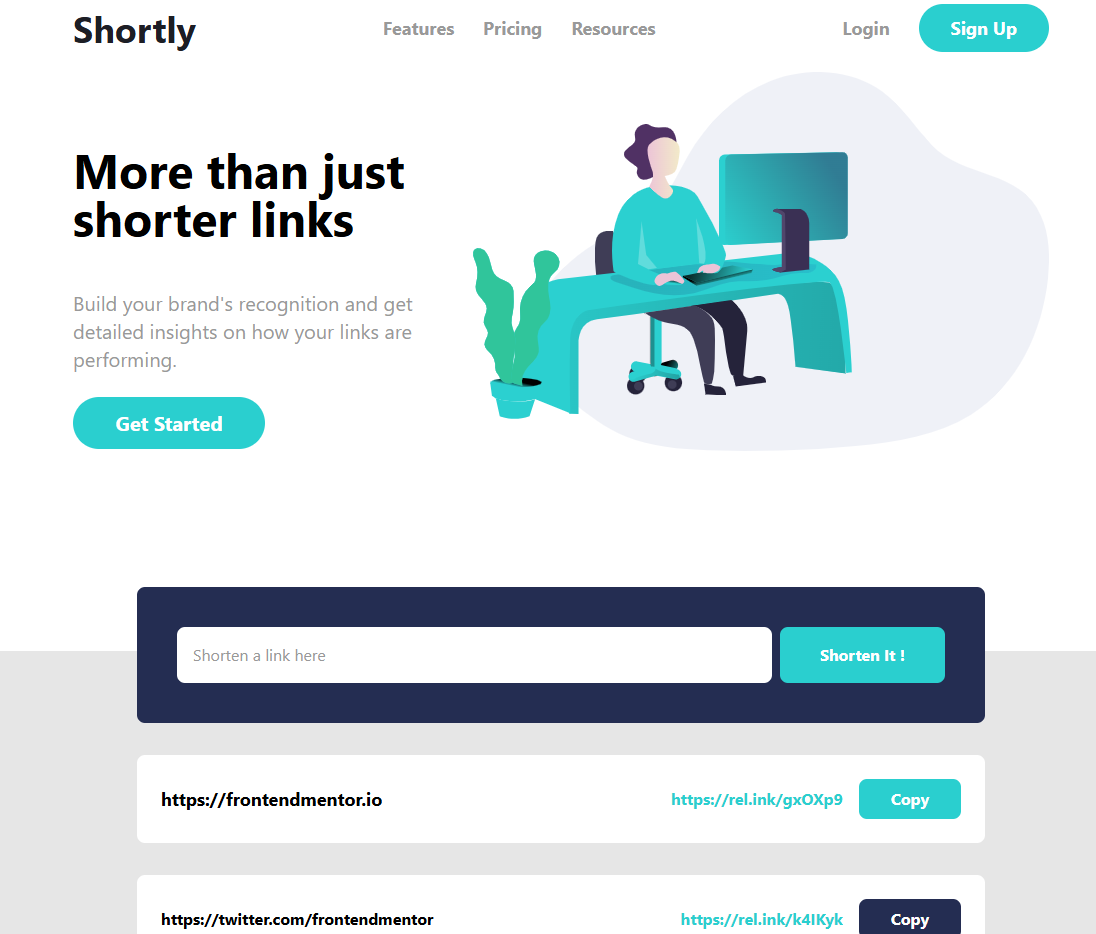 Shortly Features Pricing Resources Login Sign Up
More than just
shorter links
Build your brand's recognition and get
detailed insights on how your links are
performing.
Get Started
Shorten a link here Shorten It !
https://frontendmentor.io https://rel.ink/gxOXp9 Copy
https://twitter.com/frontendmentor https://rel.ink/k4IKyk Copy